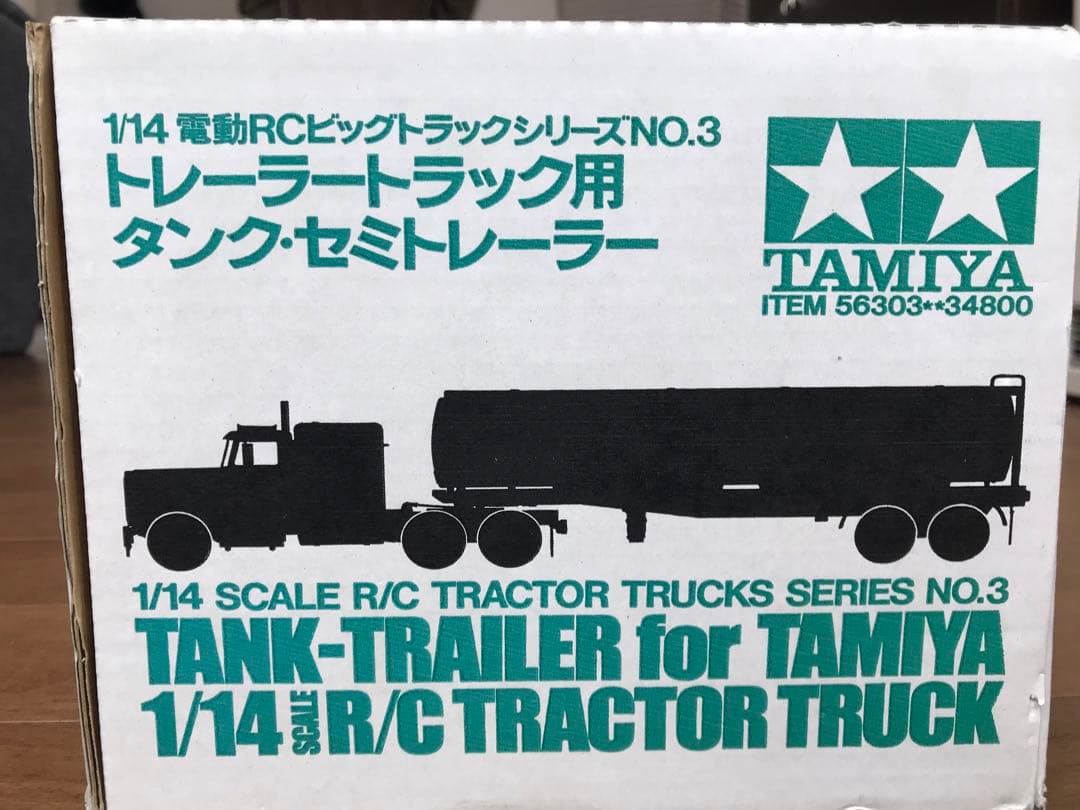 1/14 電動RCビッグトラックシリーズNO.3
トレーラートラック用
タンク・セミトレーラー
TAMIYA
ITEM 56303**34800
1/14 SCALE R/C TRACTOR TRUCKS SERIES NO.3
TANK-TRAILER for TAMIYA
1/14 SCALE R/C TRACTOR TRUCK